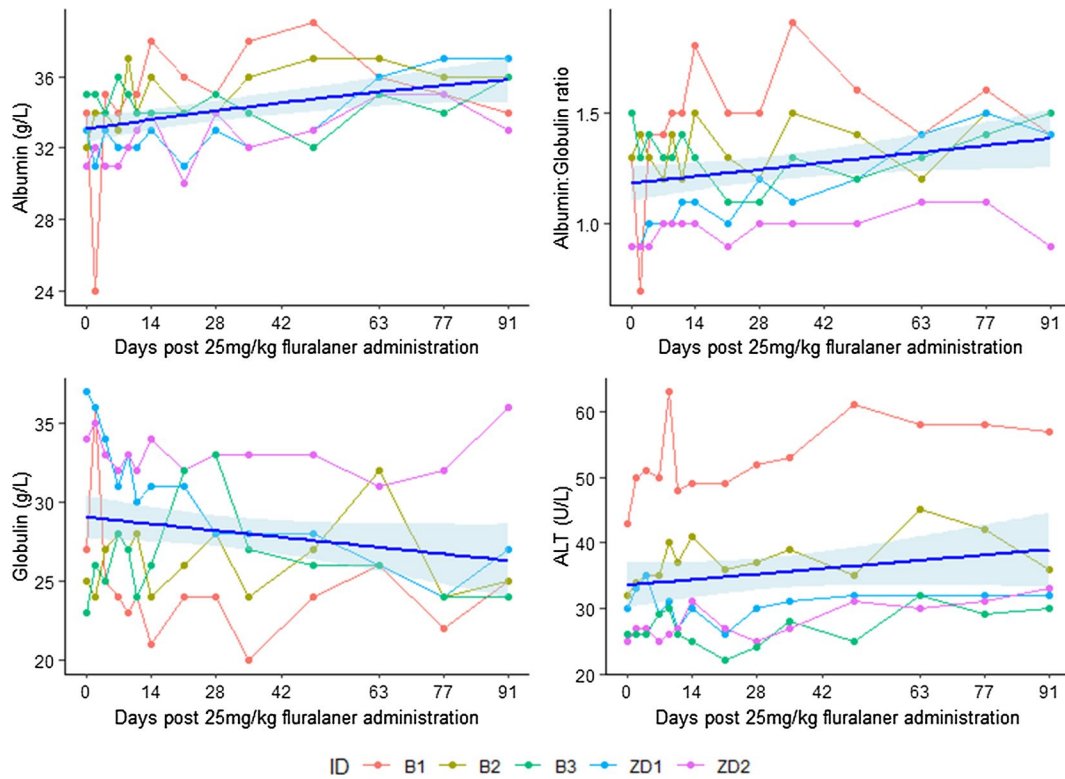 Albumin (g/L)
36
32
28
24
0 14 28 42 63 77 91
Days post 25mg/kg fluralaner administration
Albumin:Globulin ratio
1.5
1.0
0 14 28 42 63 77 91
Days post 25mg/kg fluralaner administration
Globulin (g/L)
35
30
25
20
0 14 28 42 63 77 91
Days post 25mg/kg fluralaner administration
ALT (U/L)
60
50
40
30
20
0 14 28 42 63 77 91
Days post 25mg/kg fluralaner administration
ID B1 B2 B3 ZD1 ZD2